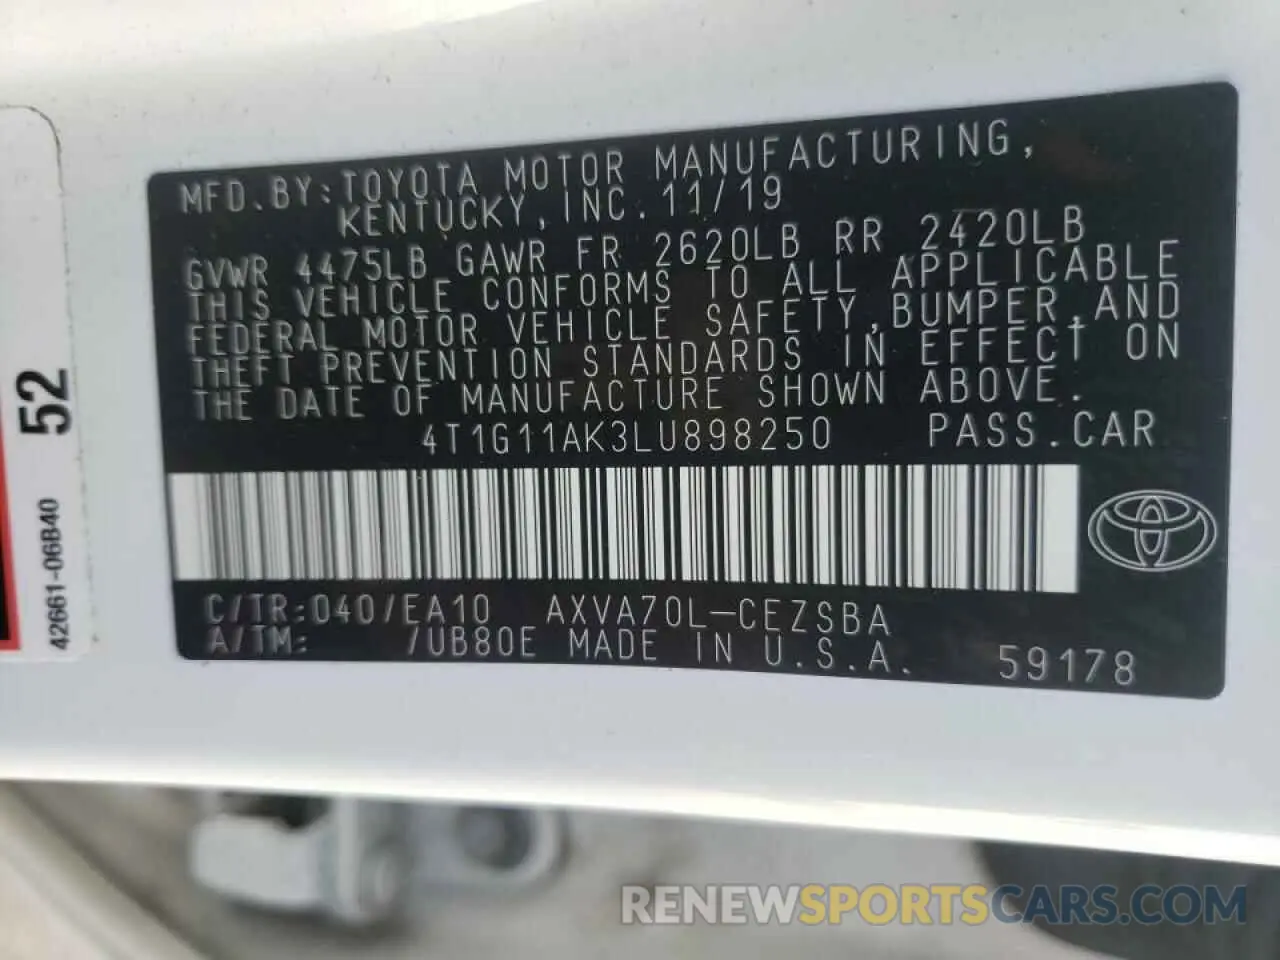 MFD.BY:TOYOTA MOTOR MANUFACTURING,
KENTUCKY, INC. 11/19
GVWR 4475LB GAWR FR 2620LB RR 2420LB
THIS VEHICLE CONFORMS TO ALL APPLICABLE
FEDERAL MOTOR VEHICLE SAFETY,BUMPER,AND
THEFT PREVENTION STANDARDS IN EFFECT ON
THE DATE OF MANUFACTURE SHOWN ABOVE.
4T1G11AK3LU898250 PASS.CAR
C/TR:040/EA10 AXVA70L-CEZSBA
A/TM: /UB80E MADE IN U.S.A. 59178
52
42661-06B40
RENEWSPORTSCARS.COM